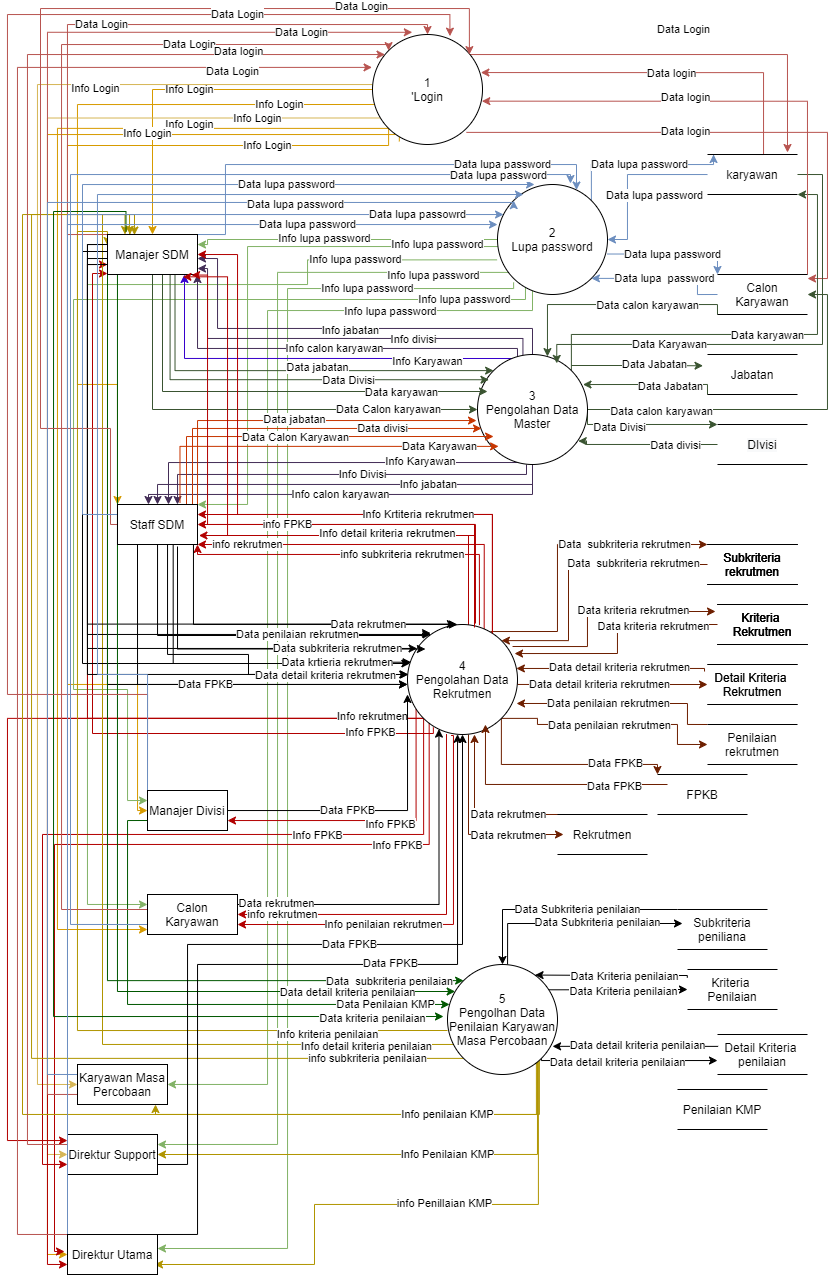 Data Login
Data Login
Data Login
Data Login
Data Login
Data Login
Data login
Data Login
Data login
Info Login
Info Login
Data login
Info Login
Info Login
Info Login
Info Login
Info Login
Data login
1
'Login
karyawan
Data lupa password
Data lupa password
Data lupa password
Data lupa password
Data lupa password
Data lupa password
Data lupa paseowrd
Data lupa password
2
Lupa password
Info lupa password
Info lupa password
Manajer SDM
Data lupa password
Info lupa password
Info lupa password
Data lupa  password
Info lupa password
Info lupa password
Info lupa password
Calon
Karyawan
Data calon karyawan
Info jabatan
Info divisi
Info calon karyawan
Info Karyawan
Data karyawan
Data Karyawan
Data jabatan
Data Divisi
Data karyawan
Data Calon karyawan
Data Jabatan
Data Jabatan
Jabatan
3
Pengolahan Data
Master
Data jabatan
Data divisi
Data Calon Karyawan
Data Karyawan
Data calon karyawan
Data Divisi
Data divisi
DIvisi
Info Karyawan
Info Divisi
Info jabatan
Info calon karyawan
Staff SDM
Info Krtiteria rekrutmen
info FPKB
Info detail kriteria rekrutmen
info rekrutmen
info subkriteria rekrutmen
Data  subkriteria rekrutmen
Data  subkriteria rekrutmen
Subkriteria
rekrutmen
Data kriteria rekrutmen
Data kriteria rekrutmen
Kriteria
Rekrutmen
Data rekrutmen
Data penilaian rekrutmen
Data subkriteria rekrutmen
Data krtieria rekrutmen
Data detail kriteria rekrutmen
Data FPKB
4
Pengolahan Data
Rekrutmen
Data detail kriteria rekrutmen
Data detail kriteria rekrutmen
Detail Kriteria
Rekrutmen
Data penilaian rekrutmen
Data penilaian rekrutmen
Penilaian
rekrutmen
Info rekrutmen
Info FPKB
Data FPKB
Data FPKB
FPKB
Manajer Divisi
Data FPKB
Info FPKB
Info FPKB
Info FPKB
Data rekrutmen
Data rekrutmen
Rekrutmen
Calon
Karyawan
Data rekrutmen
info rekrutmen
Info penilaian rekrutmen
Data FPKB
Data FPKB
Data Subkriteria penilaian
Data Subkriteria penilaian
Subkriteria
peniliana
Data  subkriteria penilaian
Data detail kriteria penilaian
Data Penilaian KMP
Data kriteria penilaian
5
Pengolhan Data
Penilaian Karyawan
Masa Percobaan
Data Kriteria penilaian
Data Kriteria penilaian
Kriteria
Penilaian
Info kriteria penilaian
Info detail kriteria penilaian
info subkriteria penilaian
Data detail kriteria penilaian
Data detail kriteria penilaian
Detail Kriteria
penilaian
Karyawan Masa
Percobaan
Info penilaian KMP
Penilaian KMP
Direktur Support
Info Penilaian KMP
info Penillaian KMP
Direktur Utama